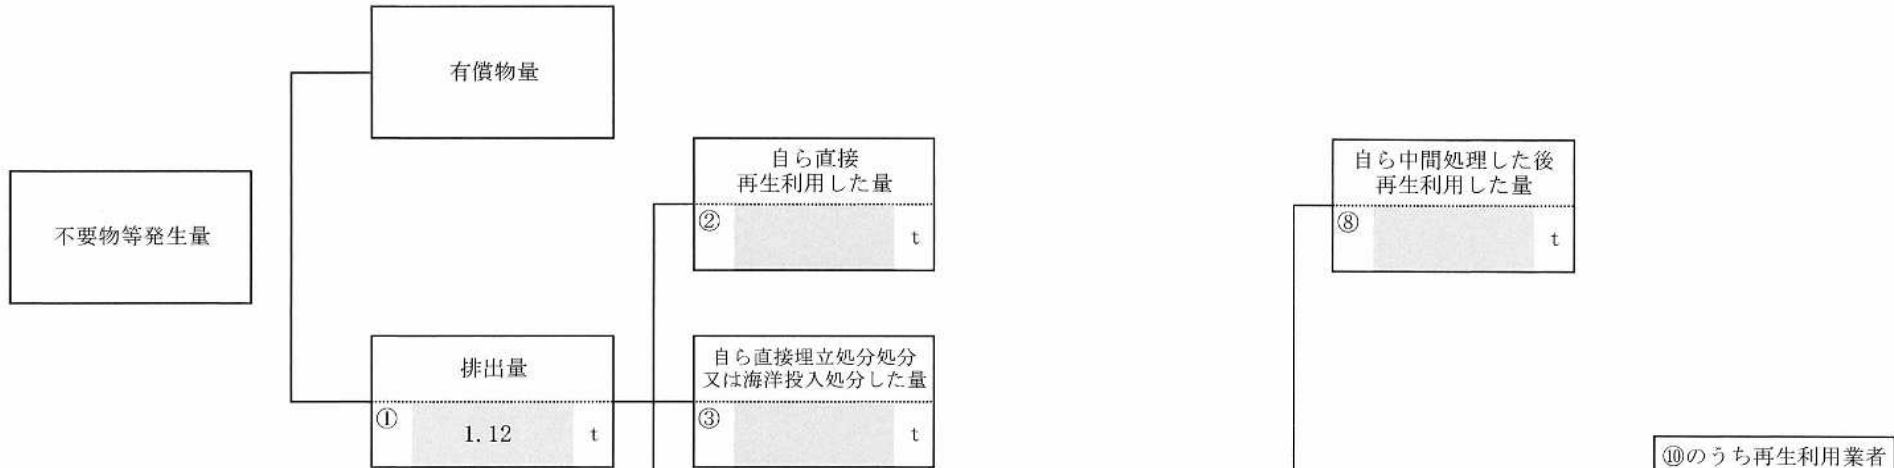 有償物量
自ら直接
再生利用した量
②
t
自ら中間処理した後
再生利用した量
⑧
t
不要物等発生量
排出量
①
1.12
t
自ら直接埋立処分処分
又は海洋投入処分した量
③
t
⑩のうち再生利用業者